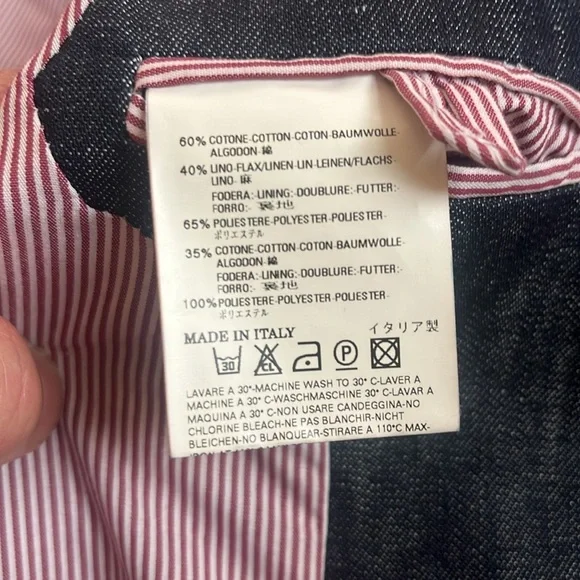 60% COTONE-COTTON-COTON-BAUMWOLLE-
ALGODON-綿
40% LINO-FLAX/LINEN-LIN-LEINEN/FLACHS-
LINO-麻
FODERA:-LINING:-DOUBLURE:-FUTTER:-
FORRO:-裏地
65% POLIESTERE-POLYESTER-POLIESTER-
ポリエステル
35% COTONE-COTTON-COTON-BAUMWOLLE-
ALGODON-綿
FODERA:-LINING:-DOUBLURE:-FUTTER:-
FORRO:-裏地
100% POLIESTERE-POLYESTER-POLIESTER-
ポリエステル
MADE IN ITALY イタリア製
30 CL P
LAVARE A 30°-MACHINE WASH TO 30° C-LAVER A
MACHINE A 30° C-WASCHMASCHINE 30° C-LAVAR A
MAQUINA A 30° C-NON USARE CANDEGGINA-NO
CHLORINE BLEACH-NE PAS BLANCHIR-NICHT
BLEICHEN-NO BLANQUEAR-STIRARE A 110°C MAX-